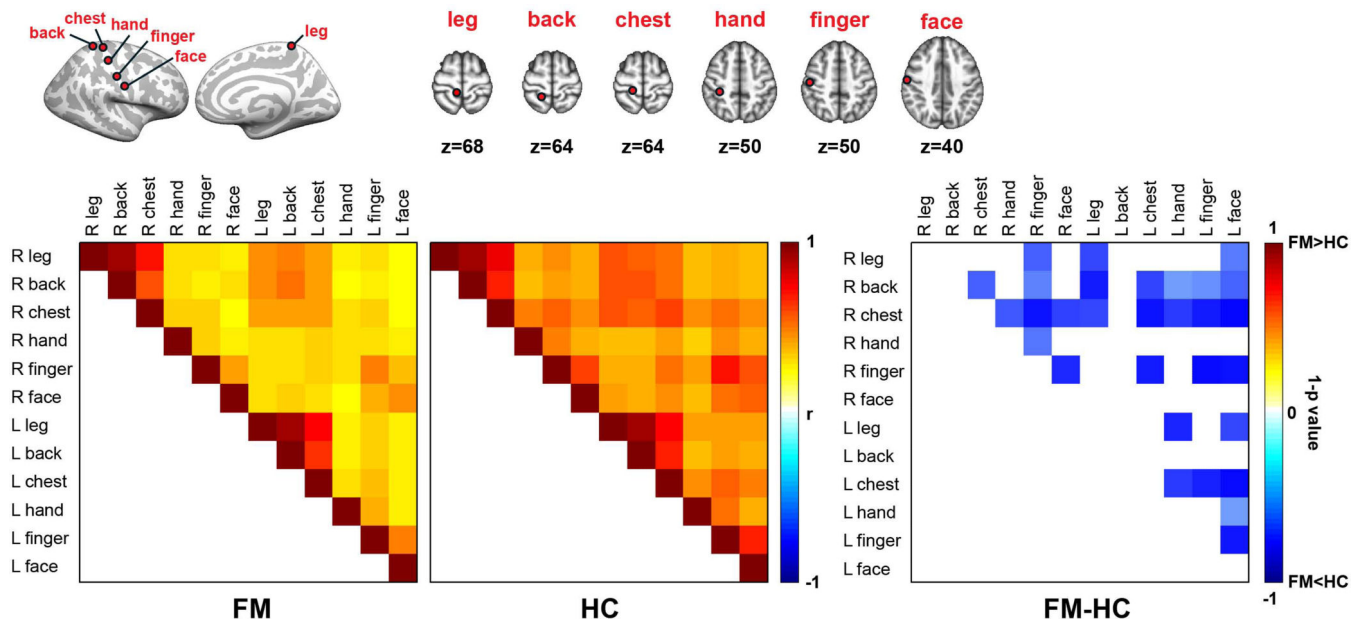 chest hand leg
back finger
face
leg back chest hand finger face
z=68 z=64 z=64 z=50 z=50 z=40
R leg R back R chest R hand R finger R face L leg L back L chest L hand L finger L face
R leg R back R chest R hand R finger R face L leg L back L chest L hand L finger L face
R leg
R back
R chest
R hand
R finger
R face
L leg
L back
L chest
L hand
L finger
L face
1
r
-1
R leg
R back
R chest
R hand
R finger
R face
L leg
L back
L chest
L hand
L finger
L face
1
FM>HC
0
1-p value
FM<HC
-1
FM HC FM-HC